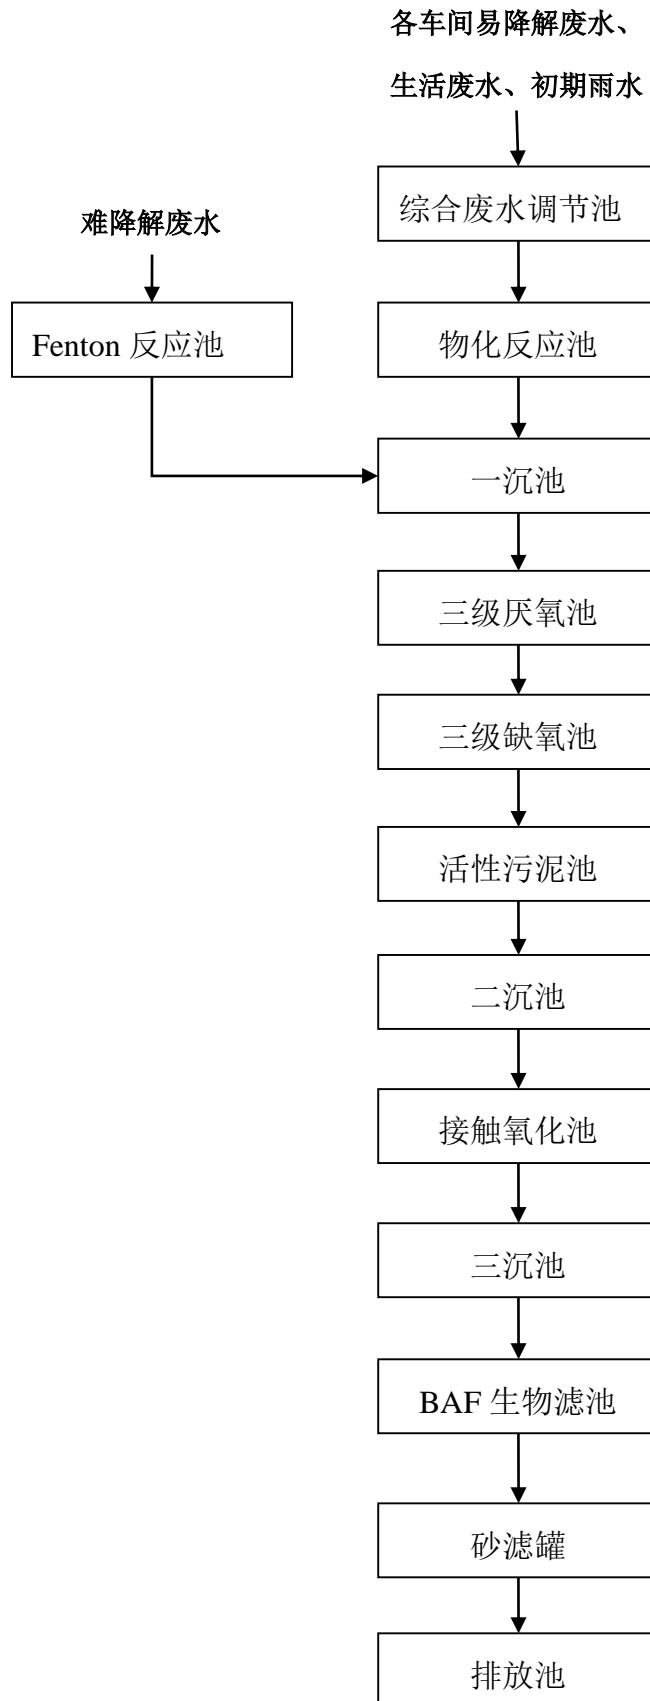 各车间易降解废水、
生活废水、初期雨水
综合废水调节池
难降解废水
Fenton 反应池
物化反应池
一沉池
三级厌氧池
三级缺氧池
活性污泥池
二沉池
接触氧化池
三沉池
BAF 生物滤池
砂滤罐
排放池